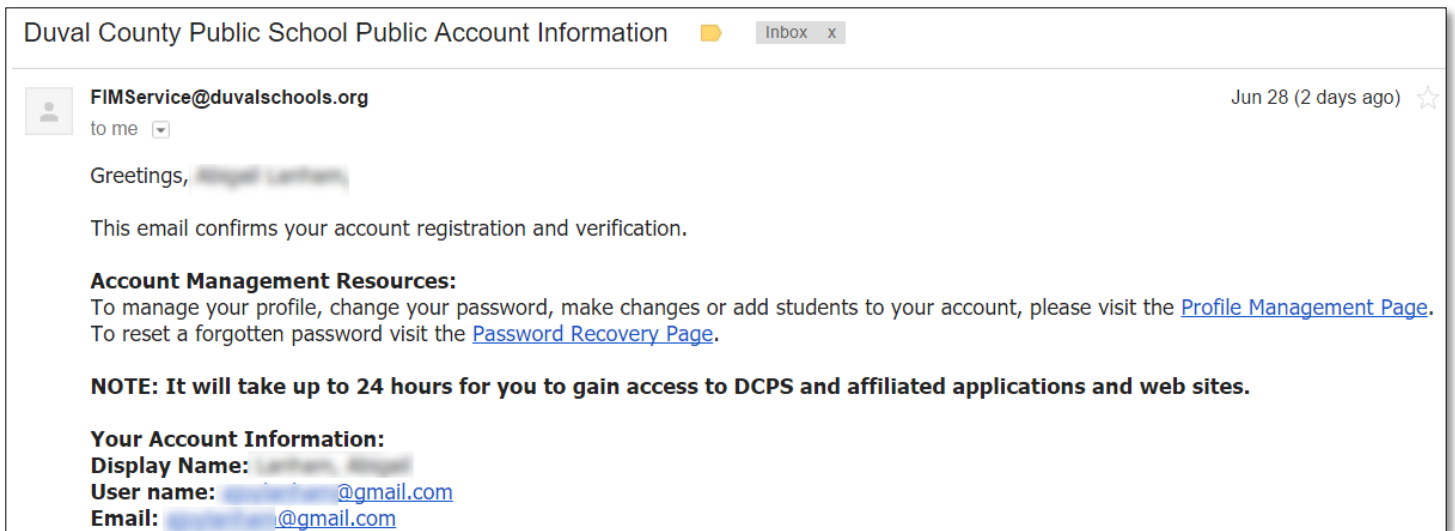 Duval County Public School Public Account Information Inbox x
FIMService@duvalschools.org Jun 28 (2 days ago)
to me
Greetings,
This email confirms your account registration and verification.
Account Management Resources:
To manage your profile, change your password, make changes or add students to your account, please visit the Profile Management Page.
To reset a forgotten password visit the Password Recovery Page.
NOTE: It will take up to 24 hours for you to gain access to DCPS and affiliated applications and web sites.
Your Account Information:
Display Name:
User name: @gmail.com
Email: @gmail.com